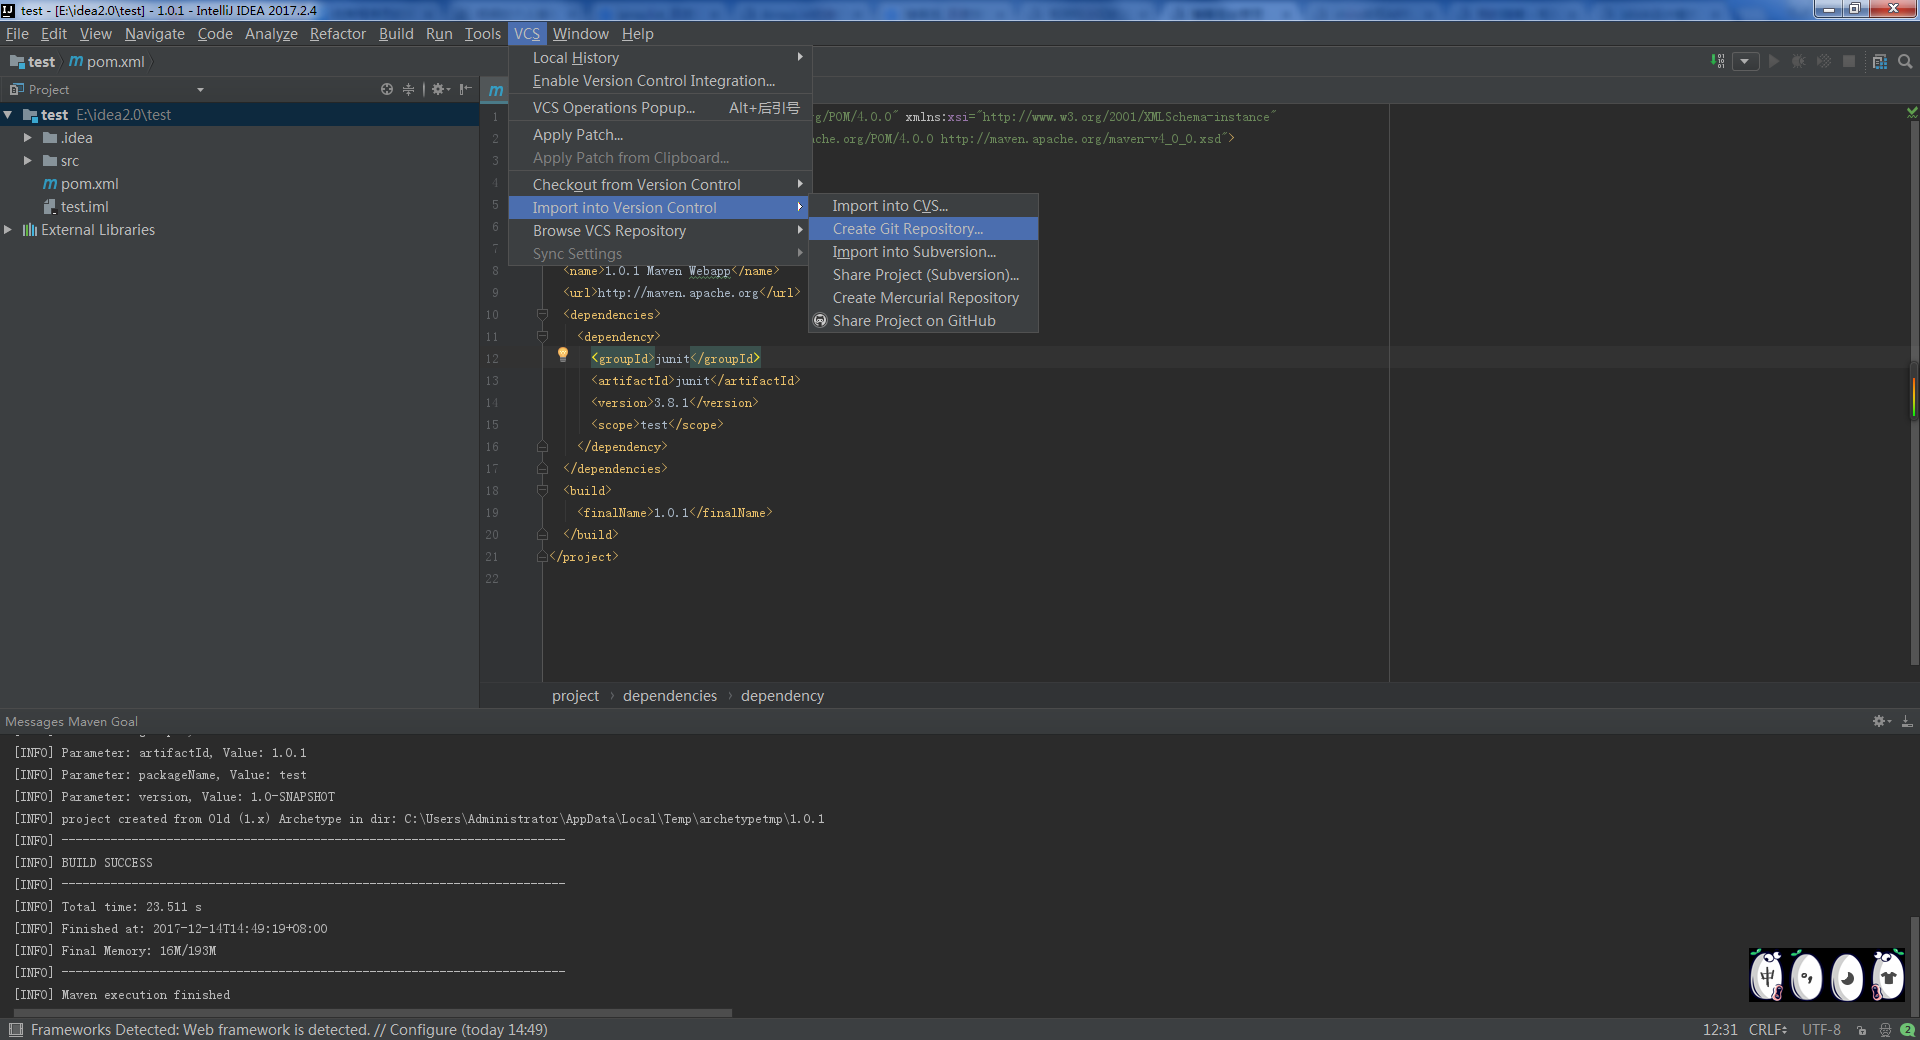 test - [E:\idea2.0\test] - 1.0.1 - IntelliJ IDEA 2017.2.4
File Edit View Navigate Code Analyze Refactor Build Run Tools VCS Window Help
test pom.xml
Project
test E:\idea2.0\test
.idea
src
pom.xml
test.iml
External Libraries
Local History
Enable Version Control Integration...
VCS Operations Popup... Alt+后引号
Apply Patch...
Apply Patch from Clipboard...
Checkout from Version Control
Import into Version Control
Browse VCS Repository
Sync Settings
Import into CVS...
Create Git Repository...
Import into Subversion...
Share Project (Subversion)...
Create Mercurial Repository
Share Project on GitHub
1 g/POM/4.0.0" xmlns:xsi="http://www.w3.org/2001/XMLSchema-instance"
2 che.org/POM/4.0.0 http://maven.apache.org/maven-v4_0_0.xsd">
3
4
5
6
7
8 <name>1.0.1 Maven Webapp</name>
9 <url>http://maven.apache.org</url>
10 <dependencies>
11 <dependency>
12 <groupId>junit</groupId>
13 <artifactId>junit</artifactId>
14 <version>3.8.1</version>
15 <scope>test</scope>
16 </dependency>
17 </dependencies>
18 <build>
19 <finalName>1.0.1</finalName>
20 </build>
21 </project>
22
project dependencies dependency
Messages Maven Goal
[INFO] Parameter: artifactId, Value: 1.0.1
[INFO] Parameter: packageName, Value: test
[INFO] Parameter: version, Value: 1.0-SNAPSHOT
[INFO] project created from Old (1.x) Archetype in dir: C:\Users\Administrator\AppData\Local\Temp\archetypetmp\1.0.1
[INFO] ------------------------------------------------------------------------
[INFO] BUILD SUCCESS
[INFO] ------------------------------------------------------------------------
[INFO] Total time: 23.511 s
[INFO] Finished at: 2017-12-14T14:49:19+08:00
[INFO] Final Memory: 16M/193M
[INFO] ------------------------------------------------------------------------
[INFO] Maven execution finished
中
Frameworks Detected: Web framework is detected. // Configure (today 14:49)
12:31 CRLF UTF-8 2